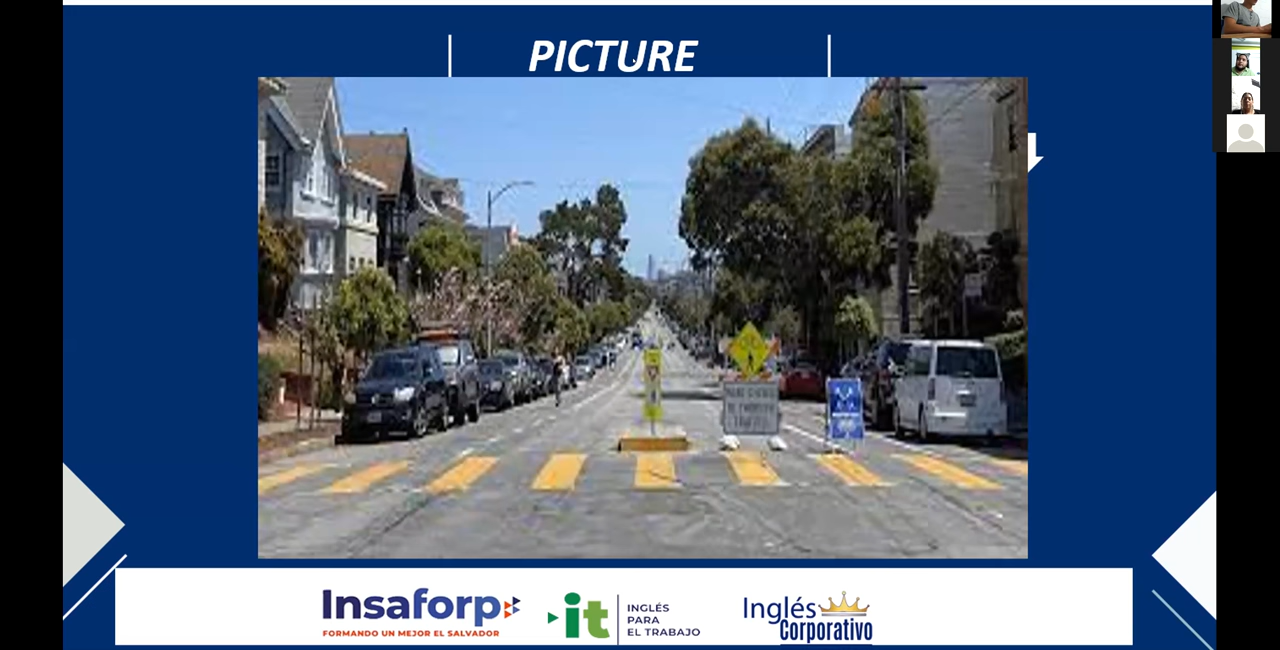 PICTURE
Insaforp
FORMANDO UN MEJOR EL SALVADOR
it
INGLÉS
PARA
EL TRABAJO
Inglés
Corporativo